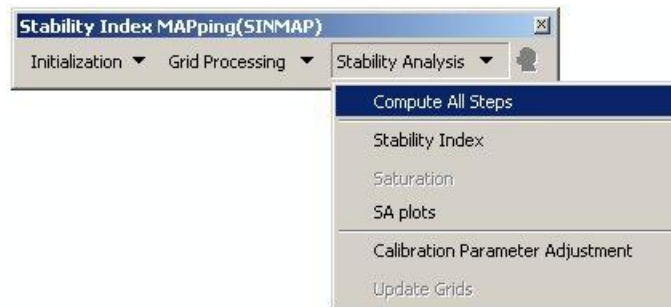 Stability Index MAPping(SINMAP)
Initialization Grid Processing Stability Analysis
Compute All Steps
Stability Index
Saturation
SA plots
Calibration Parameter Adjustment
Update Grids